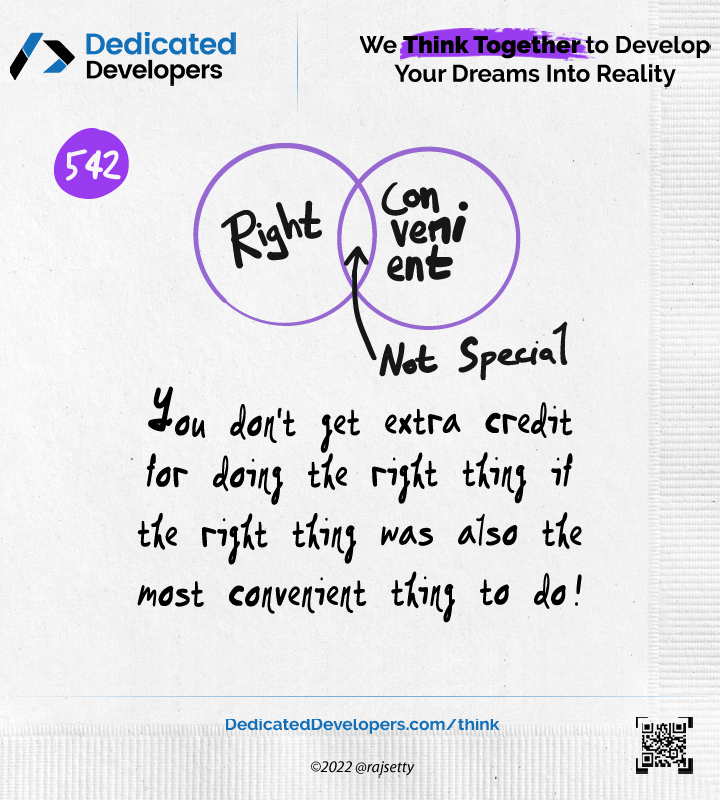 Dedicated
Developers
We Think Together to Develop
Your Dreams Into Reality
542
Right
Con
veni
ent
Not Special
You don't get extra credit
for doing the right thing if
the right thing was also the
most convenient thing to do!
DedicatedDevelopers.com/think
©2022 @rajsetty